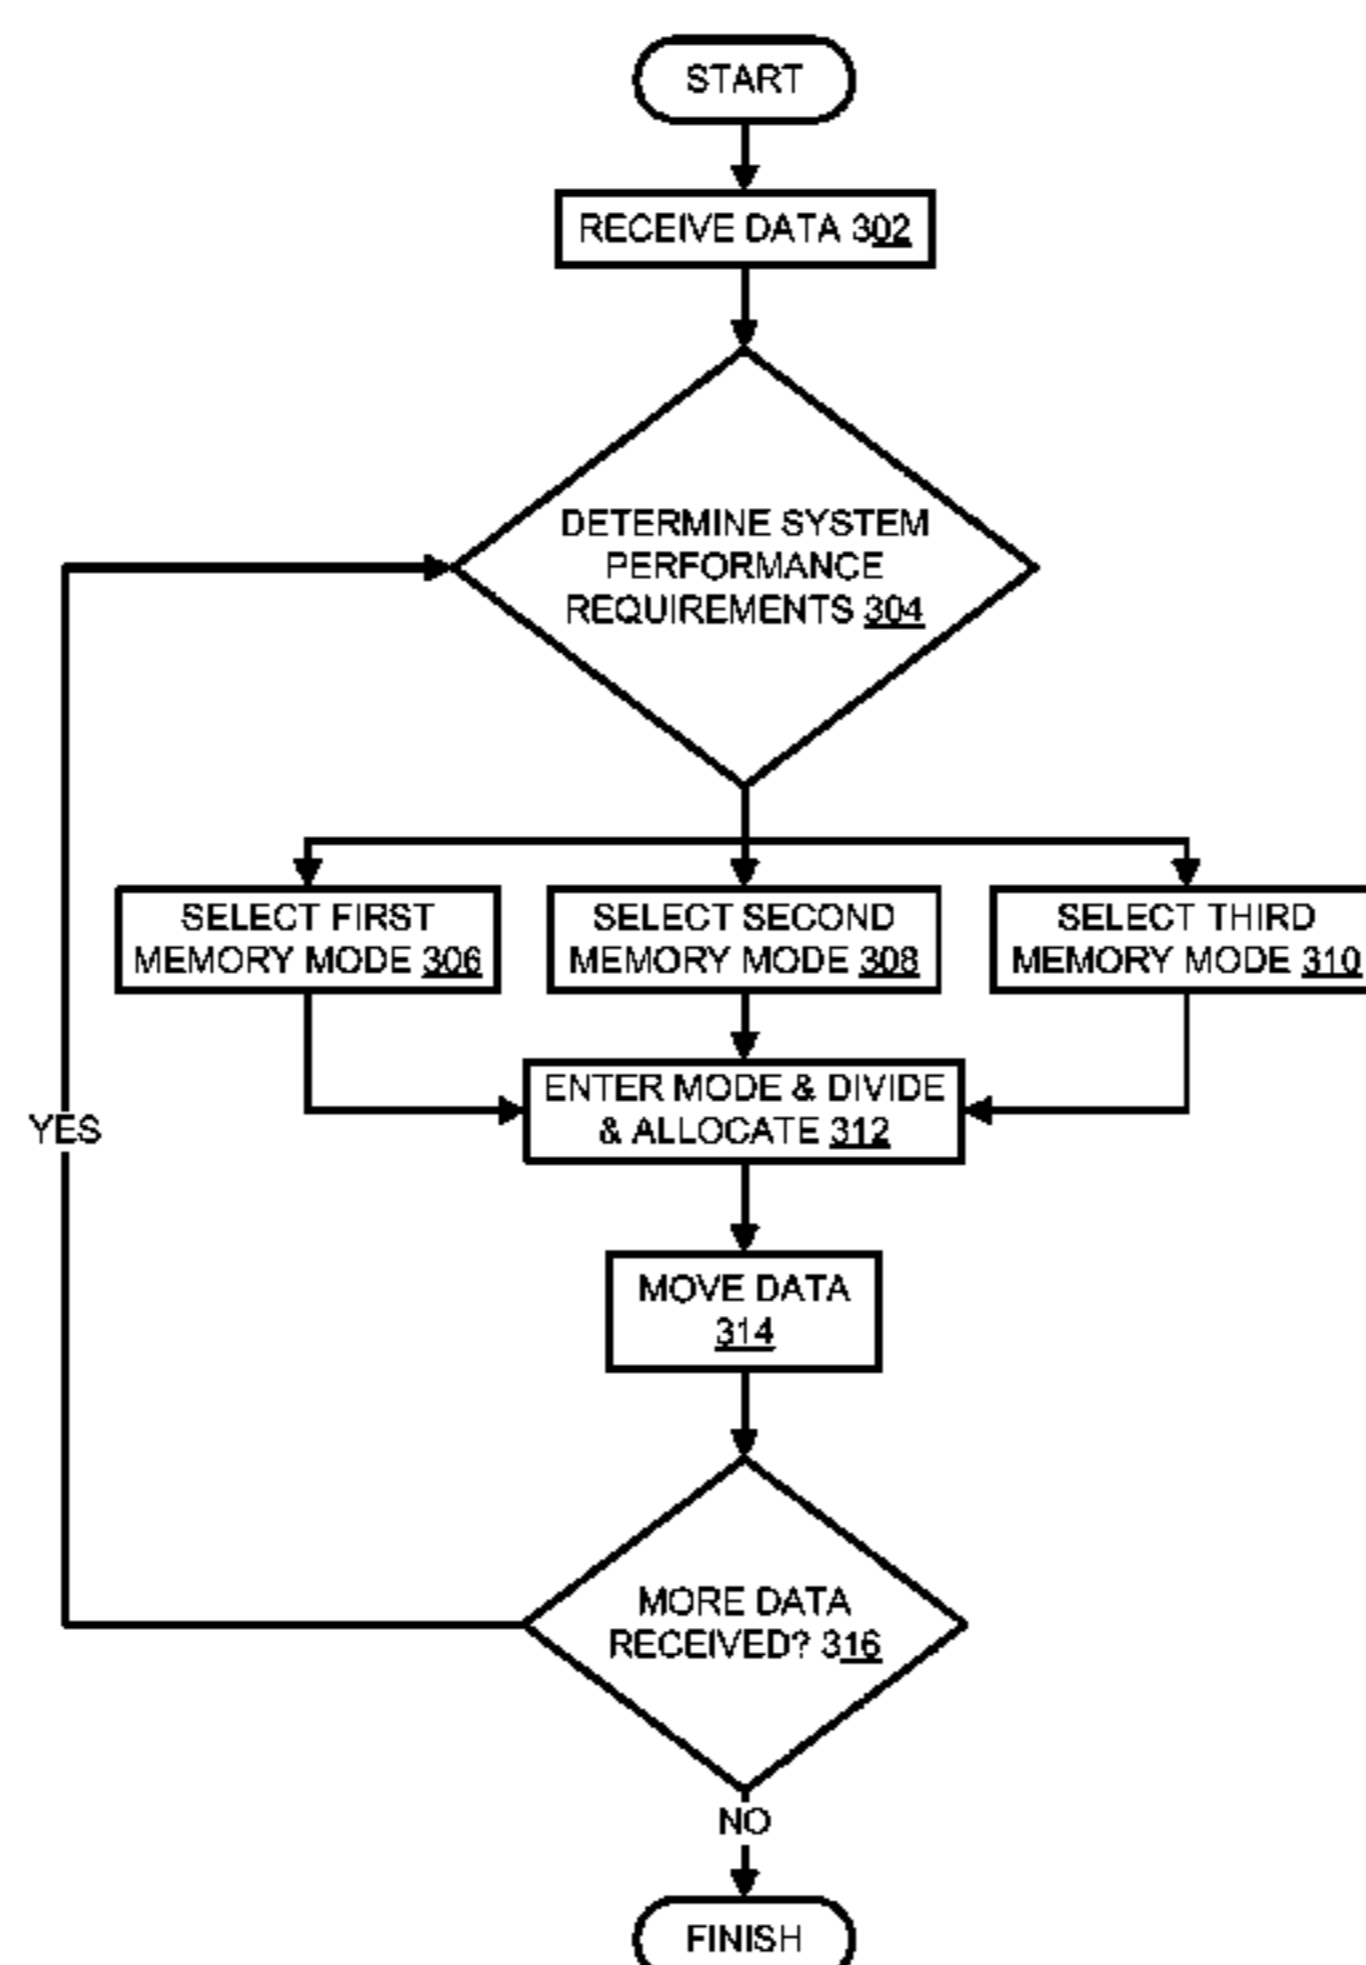 START
RECEIVE DATA 302
DETERMINE SYSTEM
PERFORMANCE
REQUIREMENTS 304
SELECT FIRST
MEMORY MODE 306
SELECT SECOND
MEMORY MODE 308
SELECT THIRD
MEMORY MODE 310
ENTER MODE & DIVIDE
& ALLOCATE 312
YES
MOVE DATA
314
MORE DATA
RECEIVED? 316
NO
FINISH